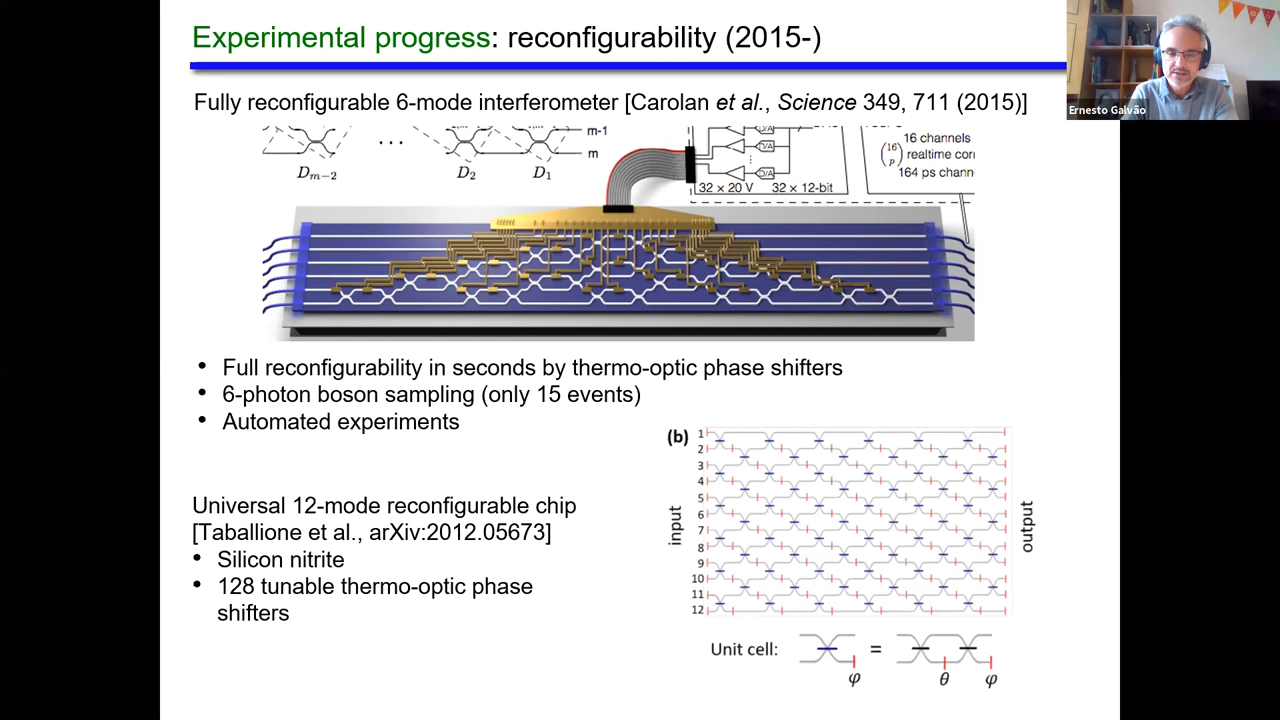 Experimental progress: reconfigurability (2015-)
Ernesto Galvão
Fully reconfigurable 6-mode interferometer [Carolan et al., Science 349, 711 (2015)]
m-1
m
...
D_{m-2}
D_2
D_1
D/A
D/A
D/A
32 × 20 V 32 × 12-bit
16 channels
(16 p) realtime corr
164 ps chann
• Full reconfigurability in seconds by thermo-optic phase shifters
• 6-photon boson sampling (only 15 events)
• Automated experiments
Universal 12-mode reconfigurable chip
[Taballione et al., arXiv:2012.05673]
• Silicon nitrite
• 128 tunable thermo-optic phase
shifters
(b)
input
1
2
3
4
5
6
7
8
9
10
11
12
output
Unit cell:
=
φ
θ
φ